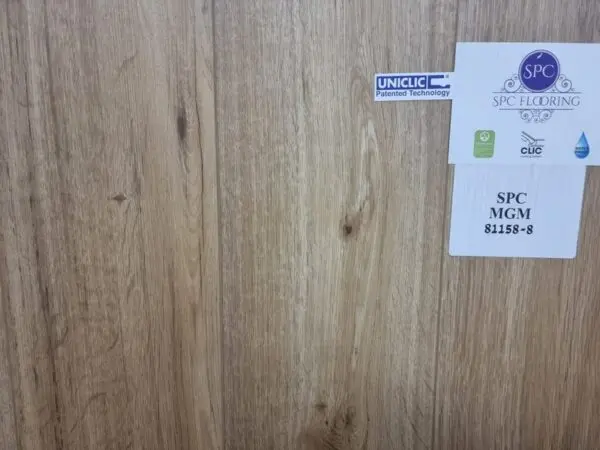 UNICLIC
Patented Technology
SPC
SPC FLOORING
CLIC
SPC
MGM
81158-8